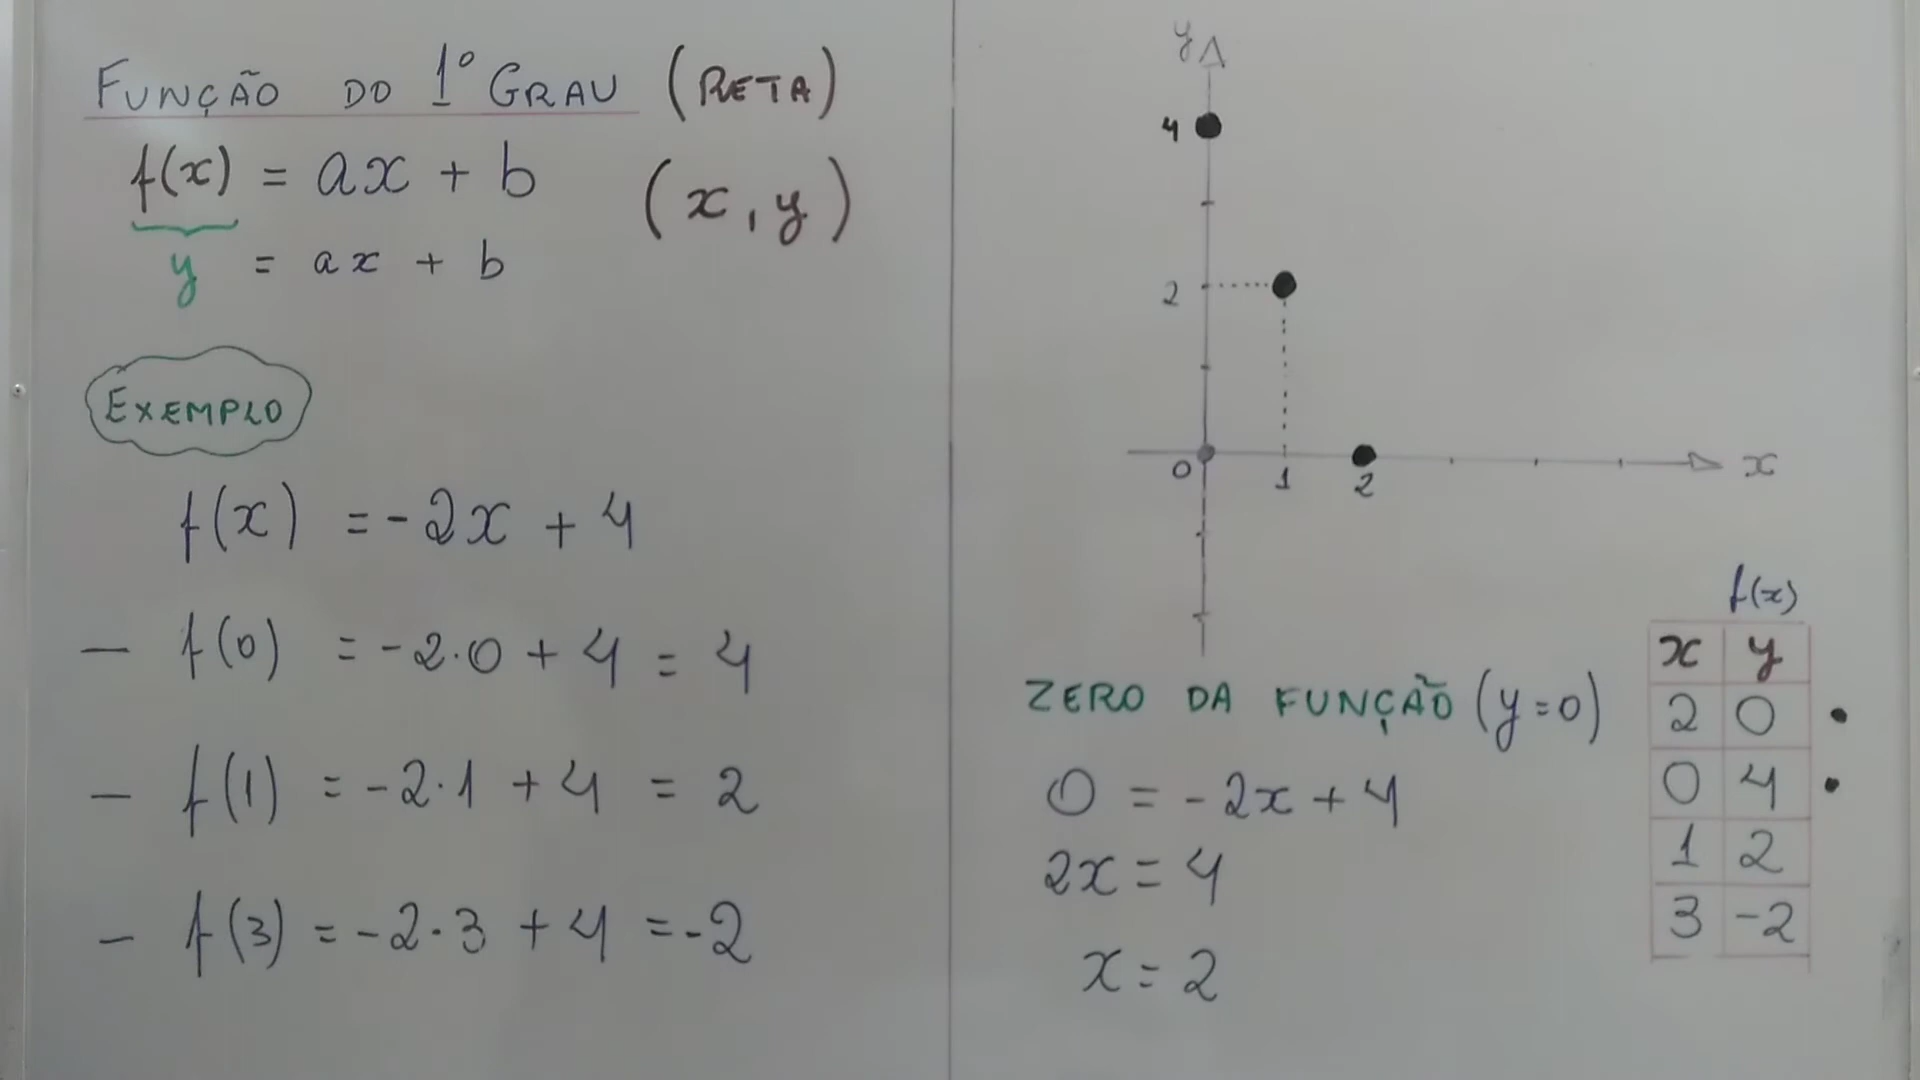 FUNÇÃO DO 1º GRAU (RETA)
f(x) = ax + b (x, y)
y = ax + b
EXEMPLO
f(x) = -2x + 4
— f(0) = -2·0 + 4 = 4
— f(1) = -2·1 + 4 = 2
— f(3) = -2·3 + 4 = -2
y
4
2
0 1 2 x
ZERO DA FUNÇÃO (y=0)
0 = -2x + 4
2x = 4
x = 2
f(x)
x y
2 0 •
0 4 •
1 2
3 -2